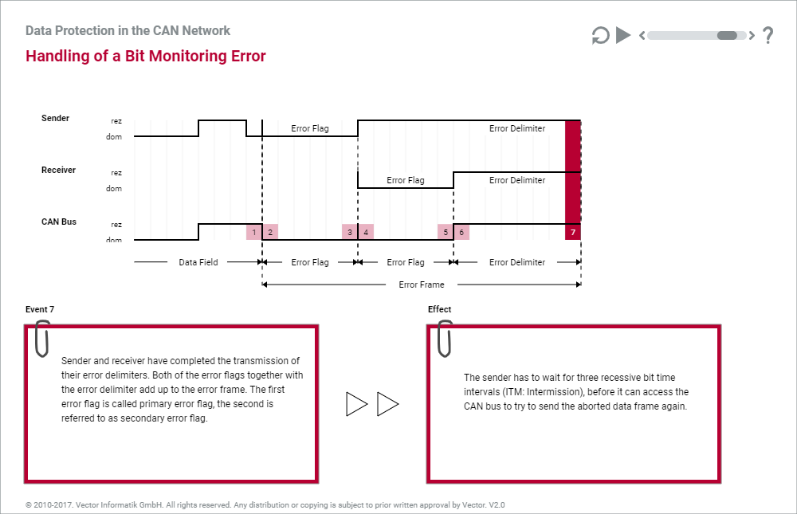 Data Protection in the CAN Network
Handling of a Bit Monitoring Error
?
Sender
rez
dom
Error Flag
Error Delimiter
Receiver
rez
dom
Error Flag
Error Delimiter
CAN Bus
rez
dom
1 2 3 4 5 6 7
Data Field
Error Flag
Error Flag
Error Delimiter
Error Frame
Event 7
Sender and receiver have completed the transmission of
their error delimiters. Both of the error flags together with
the error delimiter add up to the error frame. The first
error flag is called primary error flag, the second is
referred to as secondary error flag.
Effect
The sender has to wait for three recessive bit time
intervals (ITM: Intermission), before it can access the
CAN bus to try to send the aborted data frame again.
© 2010-2017. Vector Informatik GmbH. All rights reserved. Any distribution or copying is subject to prior written approval by Vector. V2.0